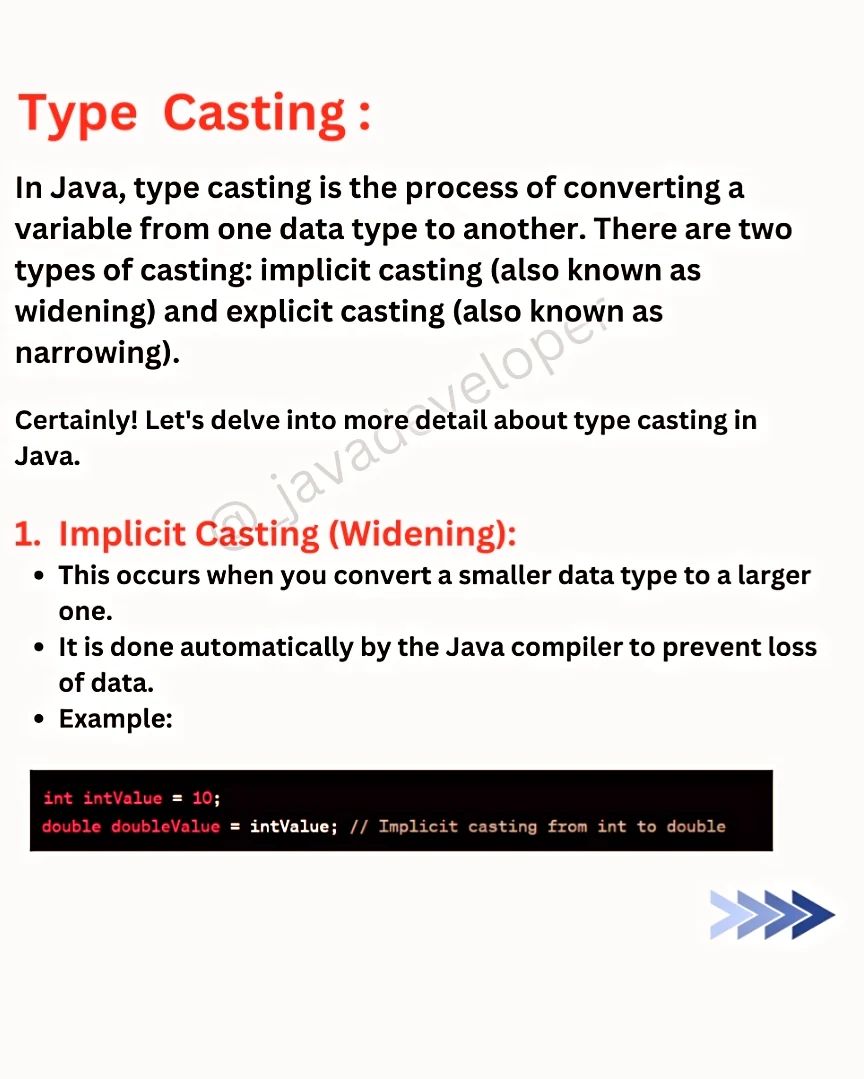 Type Casting :
In Java, type casting is the process of converting a
variable from one data type to another. There are two
types of casting: implicit casting (also known as
widening) and explicit casting (also known as
narrowing).
Certainly! Let's delve into more detail about type casting in
Java.
@_javadeveloper
1. Implicit Casting (Widening):
• This occurs when you convert a smaller data type to a larger
one.
• It is done automatically by the Java compiler to prevent loss
of data.
• Example:
int intValue = 10;
double doubleValue = intValue; // Implicit casting from int to double